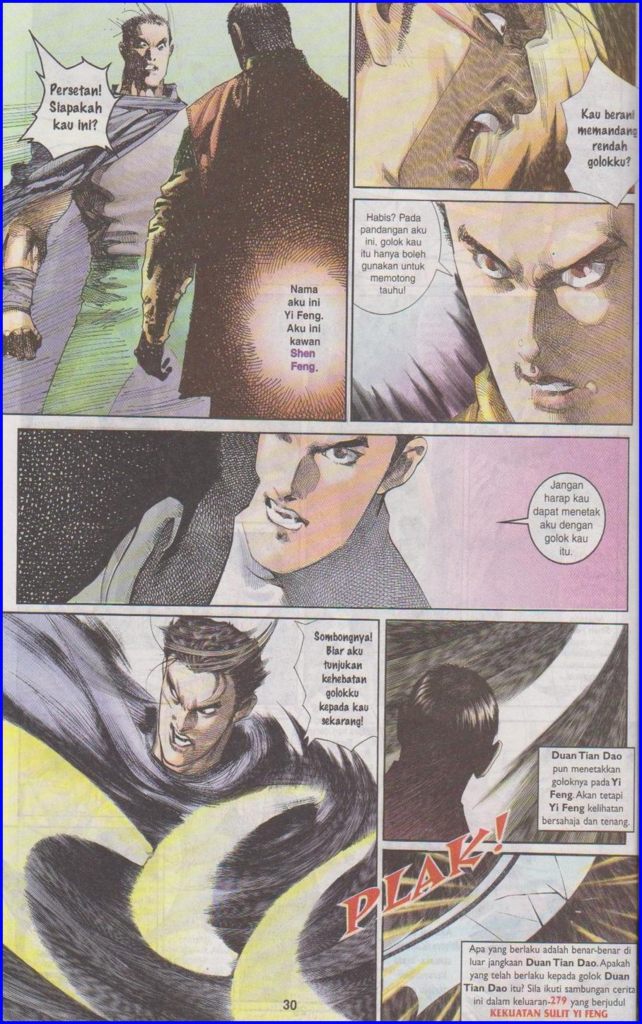 Persetan!
Siapakah
kau ini?
Nama
aku ini
Yi Feng.
Aku ini
kawan
Shen
Feng.
Kau berani
memandang
rendah
golokku?
Habis? Pada
pandangan aku
ini, golok kau
itu hanya boleh
gunakan untuk
memotong
tauhu!
Jangan
harap kau
dapat menetak
aku dengan
golok kau
itu.
Sombongnya!
Biar aku
tunjukan
kehebatan
golokku
kepada kau
sekarang!
Duan Tian Dao
pun menetakkan
goloknya pada Yi
Feng. Akan tetapi
Yi Feng kelihatan
bersahaja dan tenang.
PLAK!
Apa yang berlaku adalah benar-benar di
luar jangkaan Duan Tian Dao. Apakah
yang telah berlaku kepada golok Duan
Tian Dao itu? Sila ikuti sambungan cerita
ini dalam keluaran-279 yang berjudul
KEKUATAN SULIT YI FENG
30